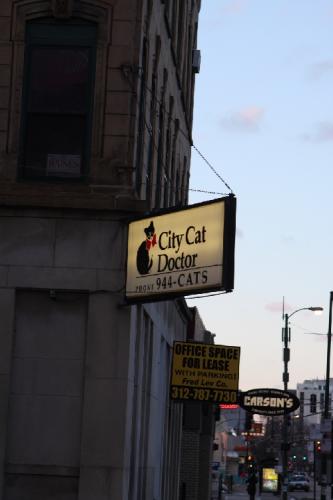 City Cat
Doctor
PHONE 944-CATS
OFFICE SPACE
FOR LEASE
WITH PARKING!
Fred Lev Co.
312-787-7730
CARSON'S